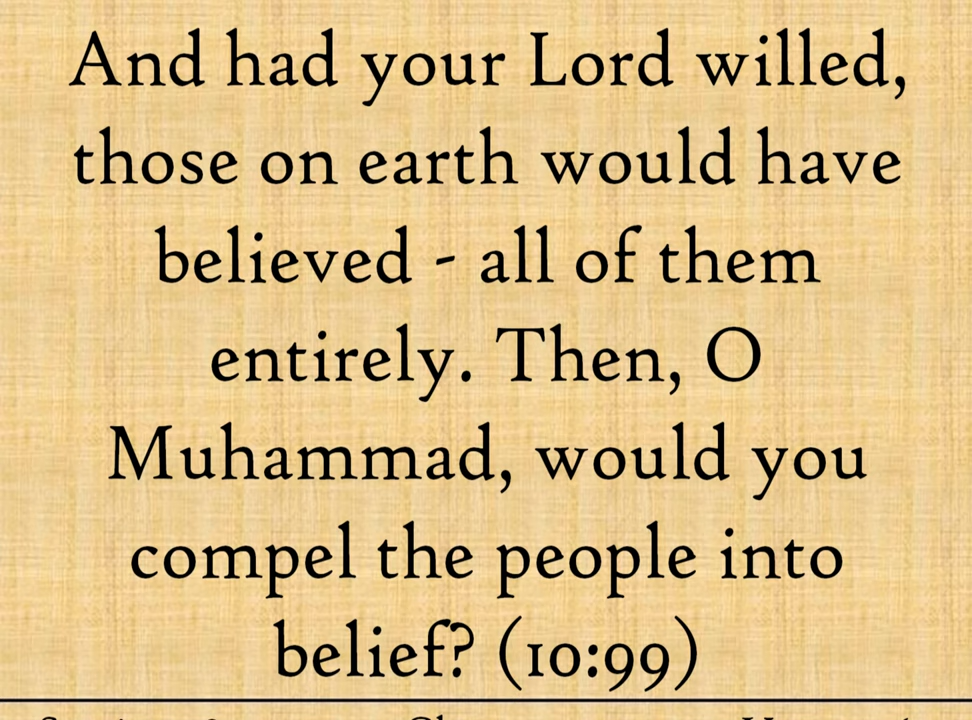 And had your Lord willed,
those on earth would have
believed - all of them
entirely. Then, O
Muhammad, would you
compel the people into
belief? (10:99)